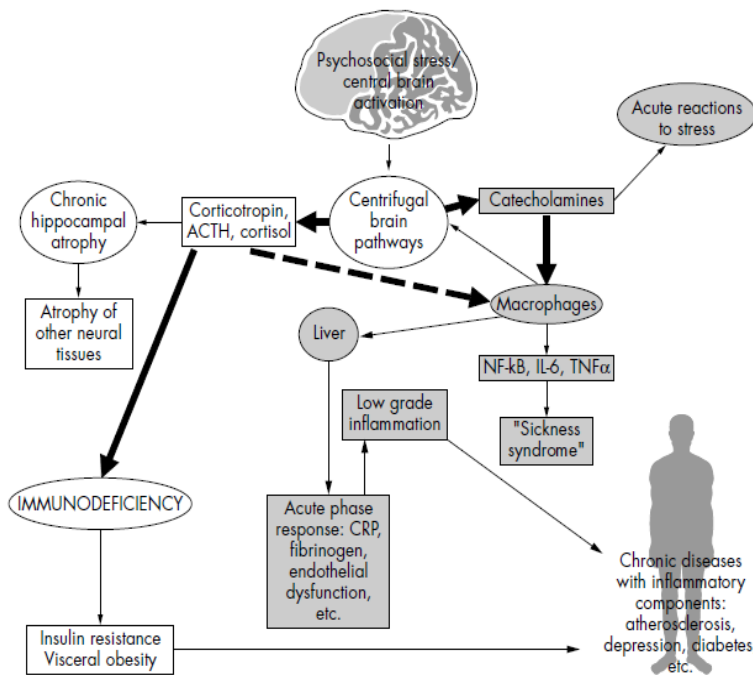 Psychosocial stress/
central brain
activation
Acute reactions
to stress
Chronic
hippocampal
atrophy
Corticotropin,
ACTH, cortisol
Centrifugal
brain
pathways
Catecholamines
Atrophy of
other neural
tissues
Liver
Macrophages
NF-kB, IL-6, TNFα
Low grade
inflammation
"Sickness
syndrome"
IMMUNODEFICIENCY
Acute phase
response: CRP,
fibrinogen,
endothelial
dysfunction,
etc.
Chronic diseases
with inflammatory
components:
atherosclerosis,
depression, diabetes
etc.
Insulin resistance
Visceral obesity